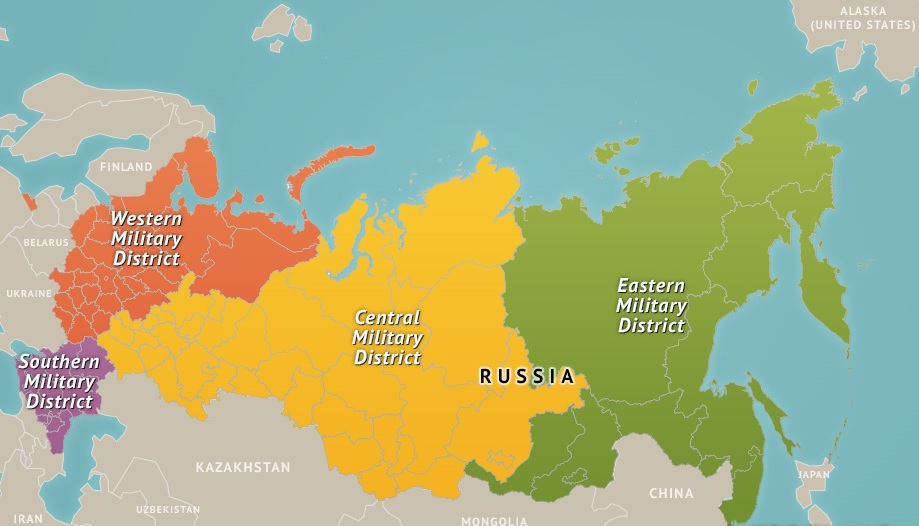 ALASKA
(UNITED STATES)
FINLAND
Western
Military
District
BELARUS
UKRAINE
Eastern
Military
District
Central
Military
District
Southern
Military
District
RUSSIA
KAZAKHSTAN
JAPAN
CHINA
UZBEKISTAN
IRAN
MONGOLIA